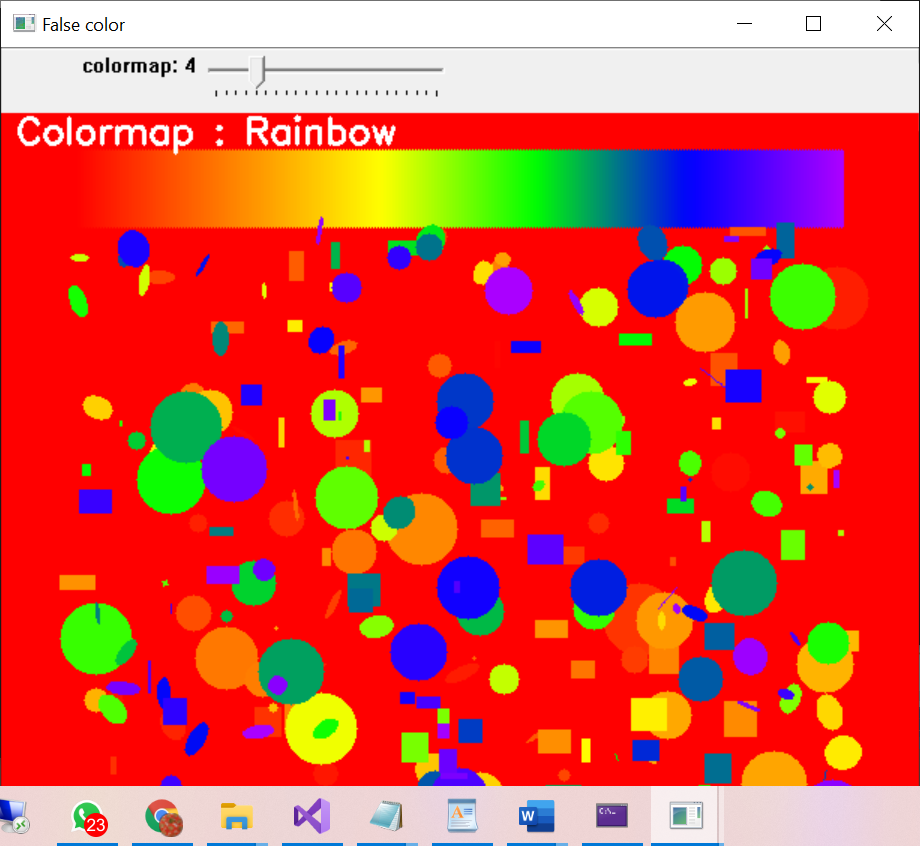 False color
colormap: 4
Colormap : Rainbow
23
W
C:\.